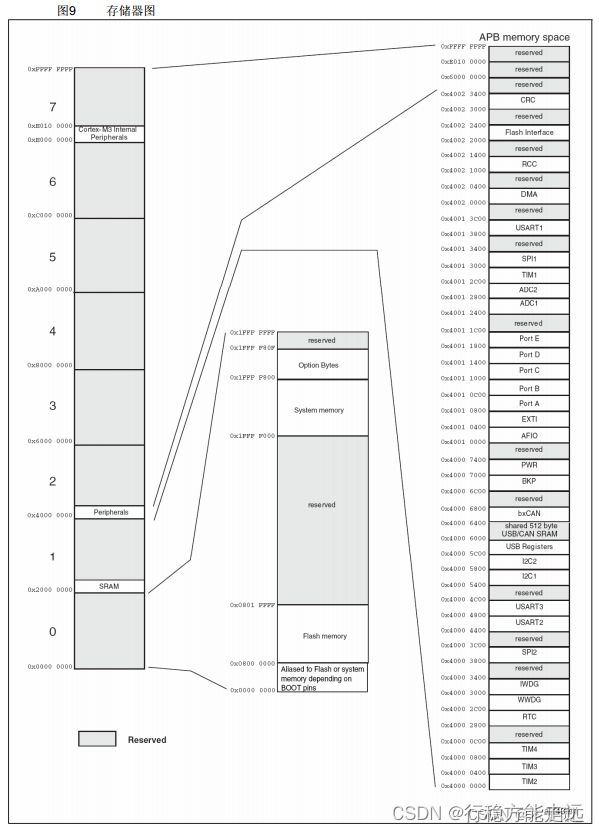 图9 存储器图
APB memory space
0xFFFF FFFF
7
0xE010 0000
Cortex-M3 Internal
Peripherals
0xE000 0000
6
0xC000 0000
5
0xA000 0000
4
0x8000 0000
3
0x6000 0000
2
Peripherals
0x4000 0000
1
SRAM
0x2000 0000
0
0x0000 0000
Reserved
0x1FFF FFFF
reserved
0x1FFF F80F
Option Bytes
0x1FFF F800
System memory
0x1FFF F000
reserved
0x0801 FFFF
Flash memory
0x0800 0000
Aliased to Flash or system
memory depending on
BOOT pins
0x0000 0000
0xFFFF FFFF
reserved
0xE010 0000
reserved
0x6000 0000
reserved
0x4002 3400
CRC
0x4002 3000
reserved
0x4002 2400
Flash Interface
0x4002 2000
reserved
0x4002 1400
RCC
0x4002 1000
reserved
0x4002 0400
DMA
0x4002 0000
reserved
0x4001 3C00
USART1
0x4001 3800
reserved
0x4001 3400
SPI1
0x4001 3000
TIM1
0x4001 2C00
ADC2
0x4001 2800
ADC1
0x4001 2400
reserved
0x4001 1C00
Port E
0x4001 1800
Port D
0x4001 1400
Port C
0x4001 1000
Port B
0x4001 0C00
Port A
0x4001 0800
EXTI
0x4001 0400
AFIO
0x4001 0000
reserved
0x4000 7400
PWR
0x4000 7000
BKP
0x4000 6C00
reserved
0x4000 6800
bxCAN
0x4000 6400
shared 512 byte
USB/CAN SRAM
0x4000 6000
USB Registers
0x4000 5C00
I2C2
0x4000 5800
I2C1
0x4000 5400
reserved
0x4000 4C00
USART3
0x4000 4800
USART2
0x4000 4400
reserved
0x4000 3C00
SPI2
0x4000 3800
reserved
0x4000 3400
IWDG
0x4000 3000
WWDG
0x4000 2C00
RTC
0x4000 2800
reserved
0x4000 0C00
TIM4
0x4000 0800
TIM3
0x4000 0400
TIM2
0x4000 0000
CSDN @行稳方能走远